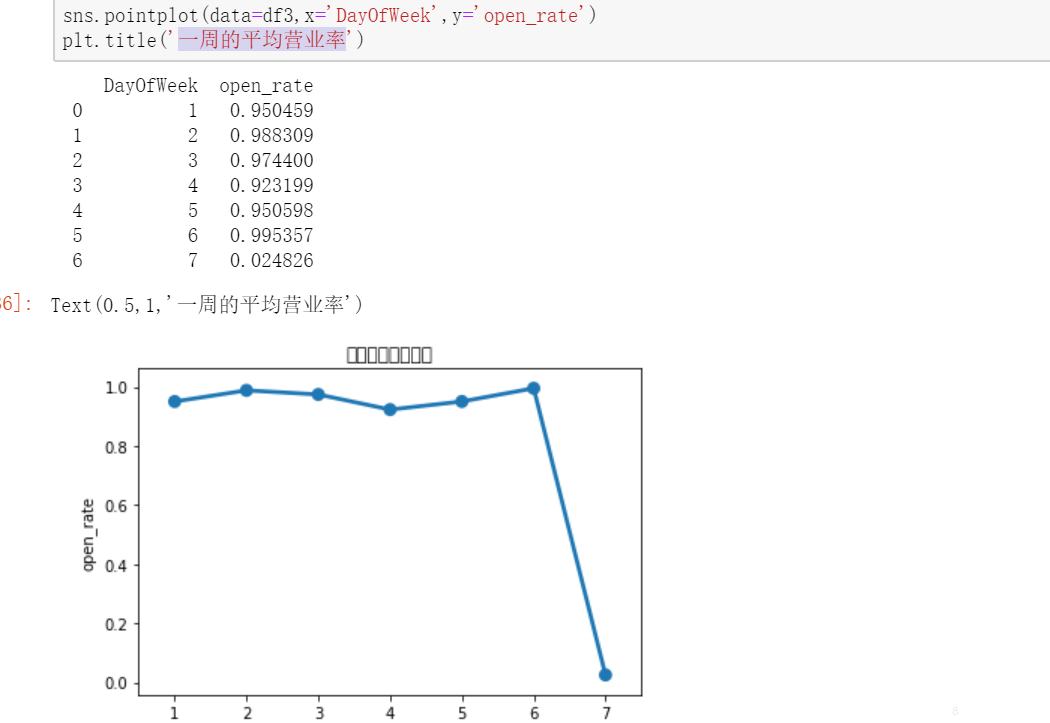 sns.pointplot(data=df3,x='DayOfWeek',y='open_rate')
plt.title('一周的平均营业率')
DayOfWeek open_rate
0 1 0.950459
1 2 0.988309
2 3 0.974400
3 4 0.923199
4 5 0.950598
5 6 0.995357
6 7 0.024826
6]: Text(0.5,1,'一周的平均营业率')
□□□□□□□□
1.0
0.8
0.6
0.4
0.2
0.0
open_rate
1 2 3 4 5 6 7